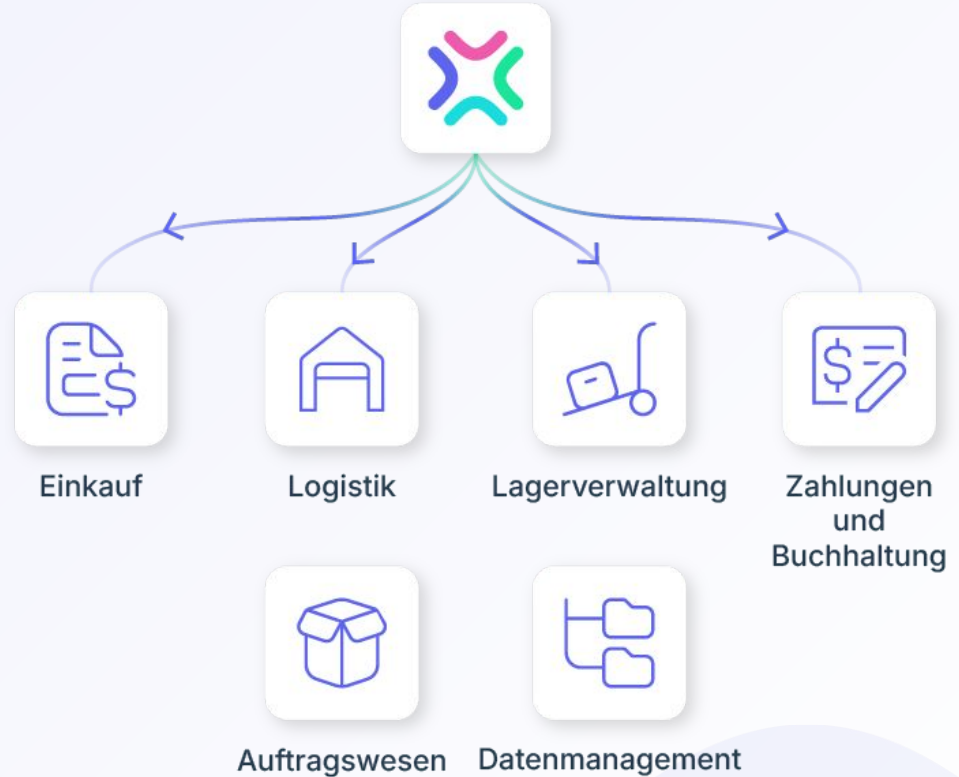 Einkauf
Logistik
Lagerverwaltung
Zahlungen
und
Buchhaltung
Auftragswesen
Datenmanagement